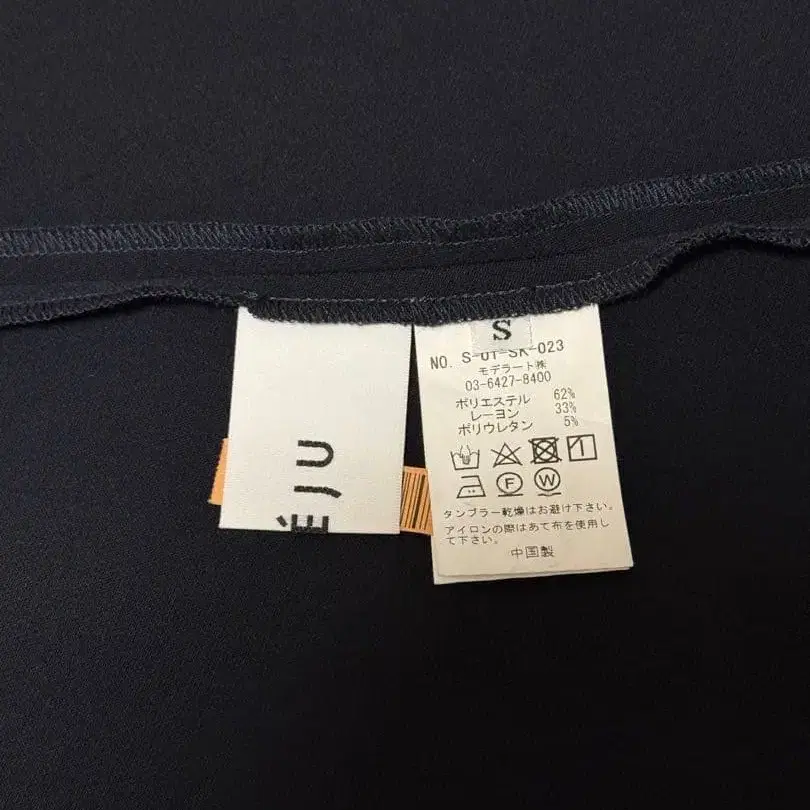 S
NO. S-01-SK-023
モデラート㈱
03-6427-8400
ポリエステル 62%
レーヨン 33%
ポリウレタン 5%
F W
タンブラー乾燥はお避け下さい。
アイロンの際はあて布を使用し
て下さい。
中国製